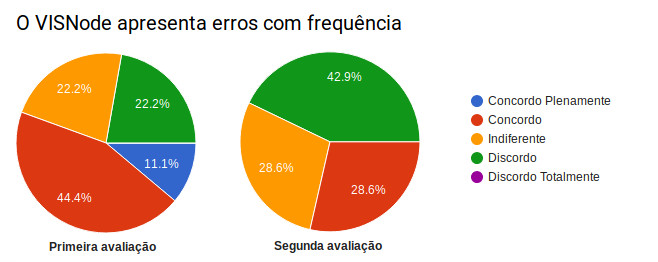 O VISNode apresenta erros com frequência
22.2%
22.2%
11.1%
44.4%
Primeira avaliação
42.9%
28.6%
28.6%
Segunda avaliação
Concordo Plenamente
Concordo
Indiferente
Discordo
Discordo Totalmente